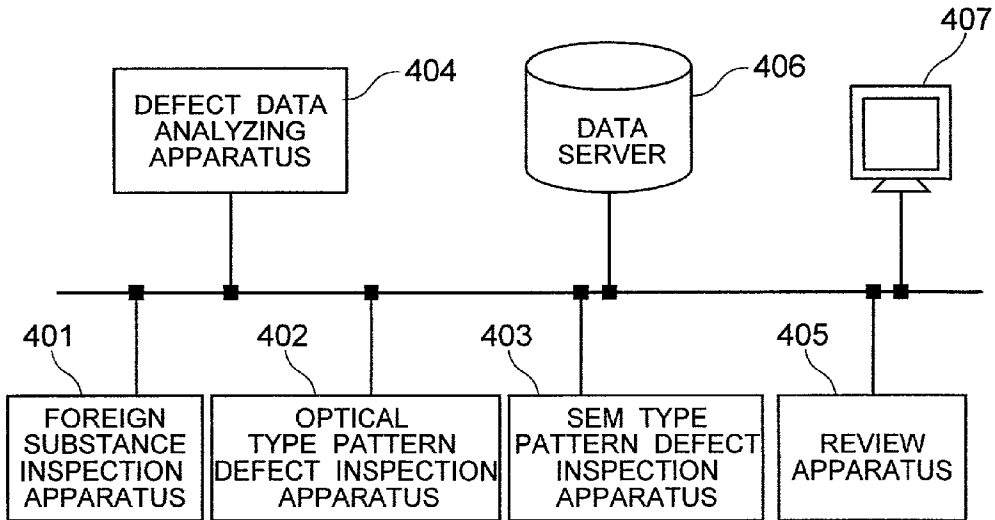 407
404
406
DEFECT DATA
ANALYZING
APPARATUS
DATA
SERVER
401
402
403
405
FOREIGN
SUBSTANCE
INSPECTION
APPARATUS
OPTICAL
TYPE PATTERN
DEFECT INSPECTION
APPARATUS
SEM TYPE
PATTERN DEFECT
INSPECTION
APPARATUS
REVIEW
APPARATUS